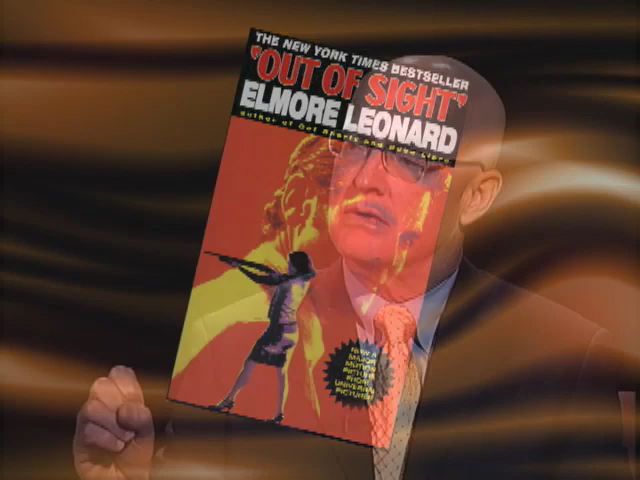 THE NEW YORK TIMES BESTSELLER
'OUT OF SIGHT'
ELMORE LEONARD
author of Get Shorty and Rum Punch
NOW A
MAJOR
MOTION
PICTURE
FROM
UNIVERSAL
PICTURES!